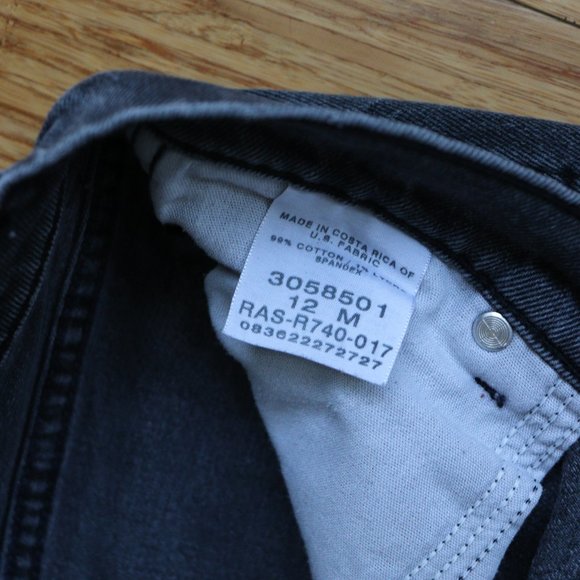 MADE IN COSTA RICA OF
U.S. FABRIC
99% COTTON /
SPANDEX
3058501
12 M
RAS-R740-017
083622272727